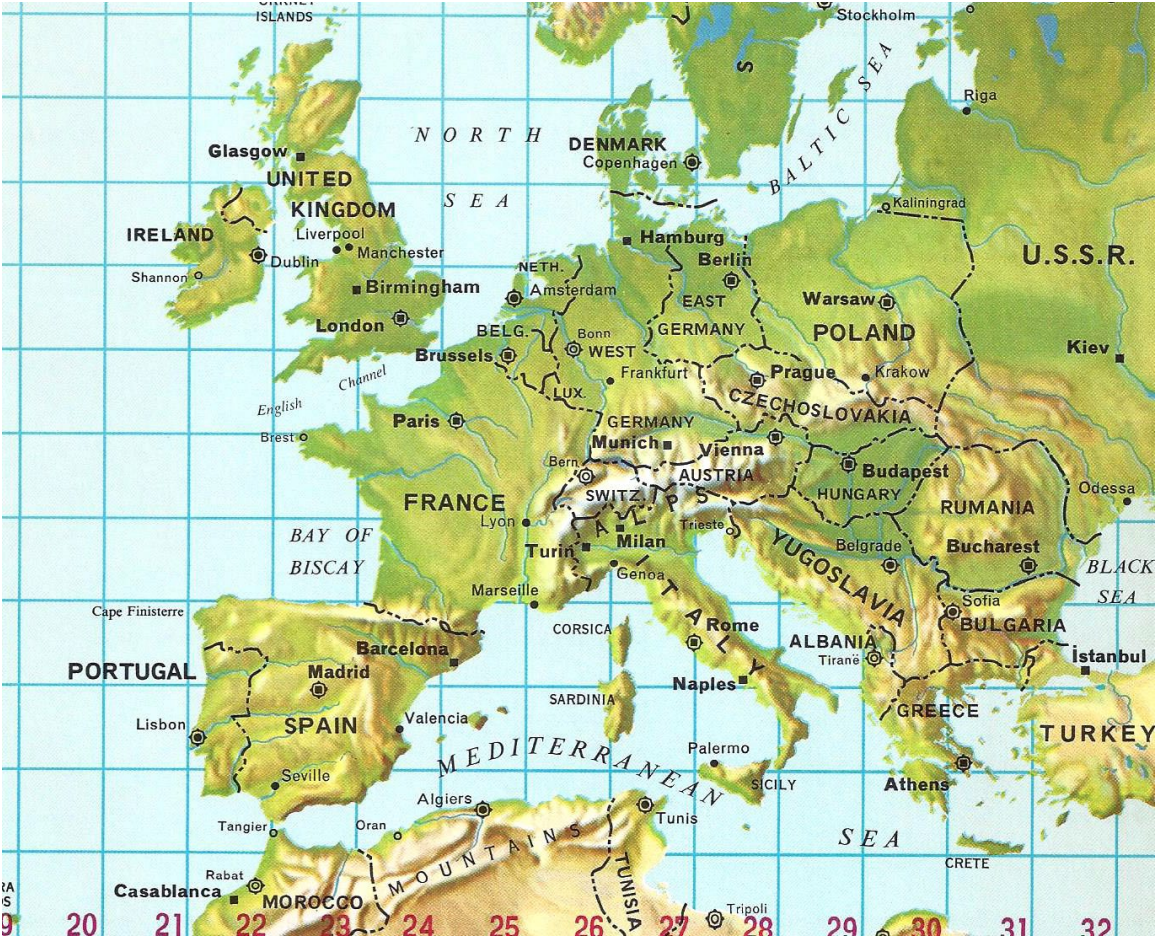 ORKNEY
ISLANDS
Stockholm
S
BALTIC SEA
Riga
NORTH
SEA
DENMARK
Copenhagen
Glasgow
UNITED
KINGDOM
Kaliningrad
IRELAND
Liverpool
Manchester
Dublin
Shannon
Hamburg
Berlin
U.S.S.R.
NETH.
Amsterdam
Birmingham
EAST
GERMANY
Warsaw
POLAND
London
BELG.
Bonn
WEST
Brussels
Kiev
Frankfurt
Prague
Krakow
Channel
English
LUX.
CZECHOSLOVAKIA
Paris
GERMANY
Brest
Munich
Vienna
Bern
AUSTRIA
Budapest
SWITZ.
HUNGARY
Odessa
FRANCE
ALPS
RUMANIA
Lyon
Trieste
BAY OF
BISCAY
Turin
Milan
YUGOSLAVIA
Belgrade
Bucharest
BLACK
SEA
Genoa
ITALY
Marseille
Cape Finisterre
Sofia
BULGARIA
CORSICA
Rome
ALBANIA
Tiranë
Barcelona
İstanbul
PORTUGAL
Madrid
Naples
SARDINIA
GREECE
Lisbon
SPAIN
Valencia
TURKEY
MEDITERRANEAN
Palermo
Seville
SICILY
Athens
Algiers
Tangier
Oran
Tunis
SEA
CRETE
MOUNTAINS
TUNISIA
Rabat
Casablanca
MOROCCO
RA
OS
Tripoli
9 20 21 22 23 24 25 26 27 28 29 30 31 32